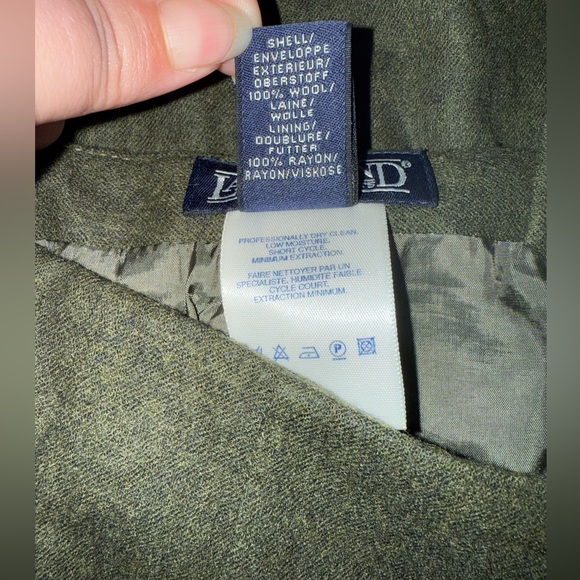 SHELL/
ENVELOPPE
EXTERIEUR/
OBERSTOFF
100% WOOL/
LAINE/
WOLLE
LINING/
DOUBLURE/
FUTTER
100% RAYON/
RAYON/VISKOSE
PROFESSIONALLY DRY CLEAN.
LOW MOISTURE.
SHORT CYCLE.
MINIMUM EXTRACTION.
FAIRE NETTOYER PAR UN
SPECIALISTE, HUMIDITE FAIBLE
CYCLE COURT.
EXTRACTION MINIMUM.
P